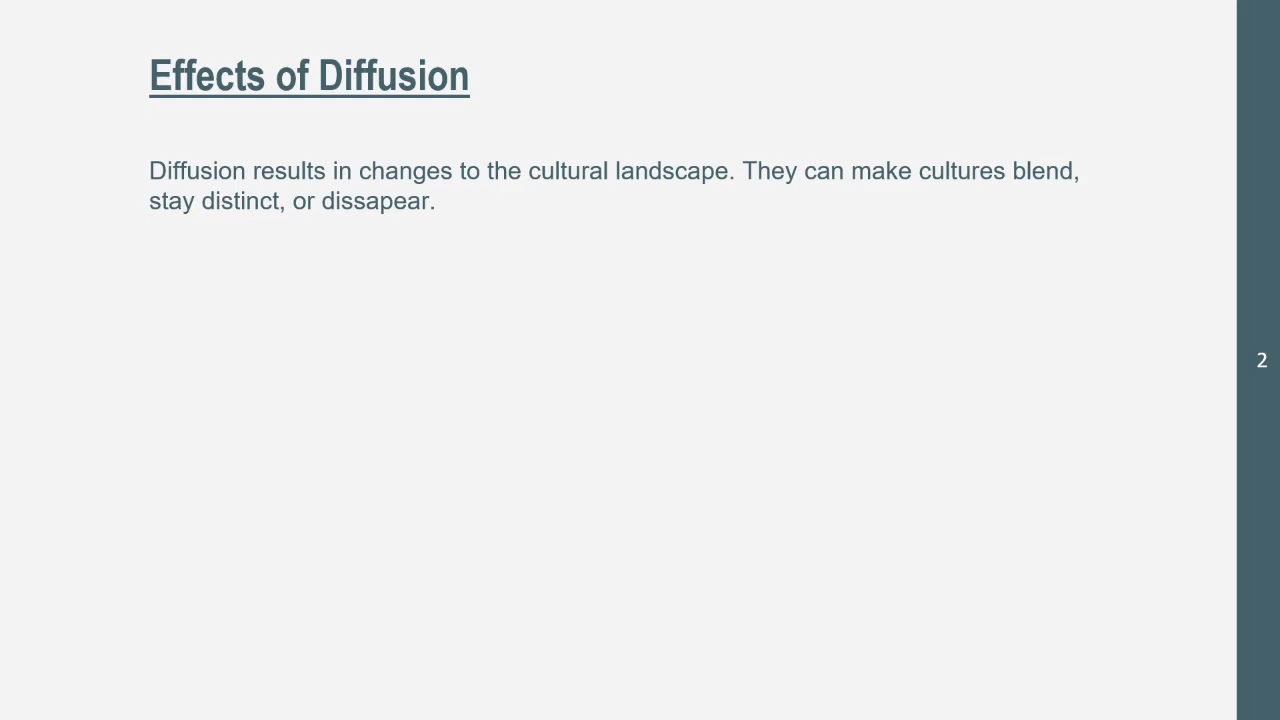 Effects of Diffusion
Diffusion results in changes to the cultural landscape. They can make cultures blend,
stay distinct, or dissapear.
2